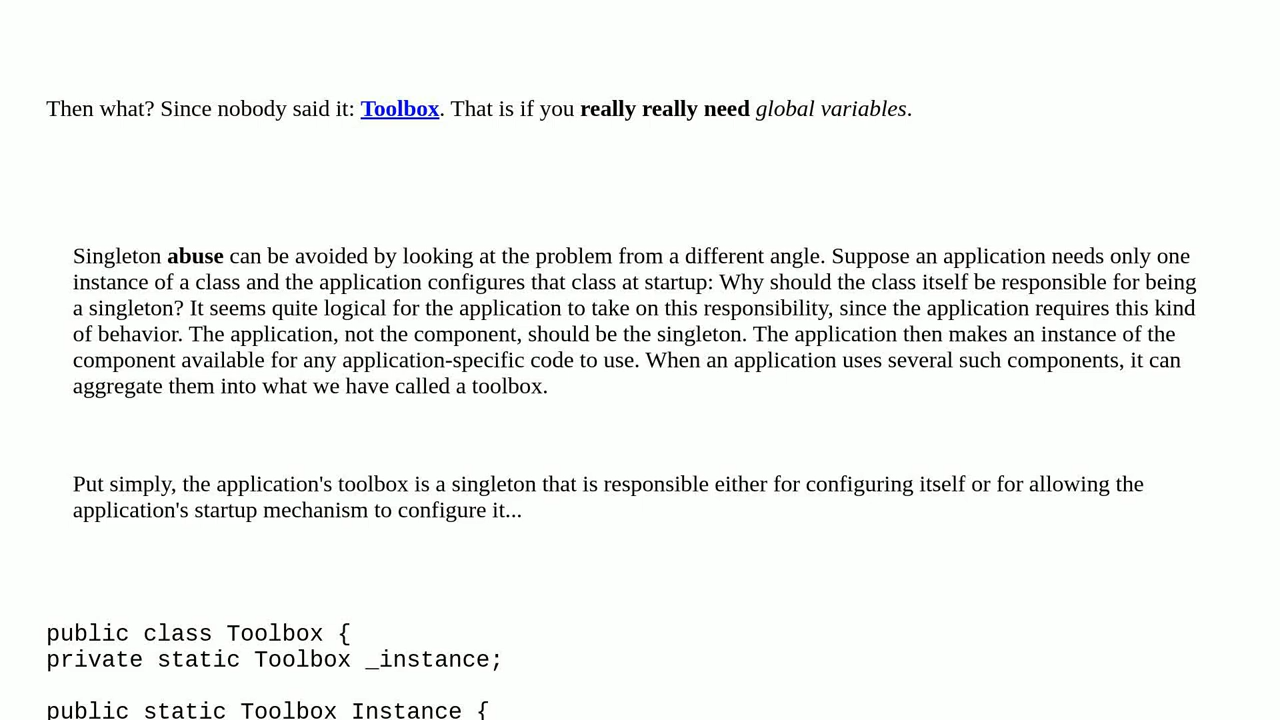 Then what? Since nobody said it: Toolbox. That is if you really really need global variables.
Singleton abuse can be avoided by looking at the problem from a different angle. Suppose an application needs only one
instance of a class and the application configures that class at startup: Why should the class itself be responsible for being
a singleton? It seems quite logical for the application to take on this responsibility, since the application requires this kind
of behavior. The application, not the component, should be the singleton. The application then makes an instance of the
component available for any application-specific code to use. When an application uses several such components, it can
aggregate them into what we have called a toolbox.
Put simply, the application's toolbox is a singleton that is responsible either for configuring itself or for allowing the
application's startup mechanism to configure it...
public class Toolbox {
private static Toolbox _instance;
public static Toolbox Instance {